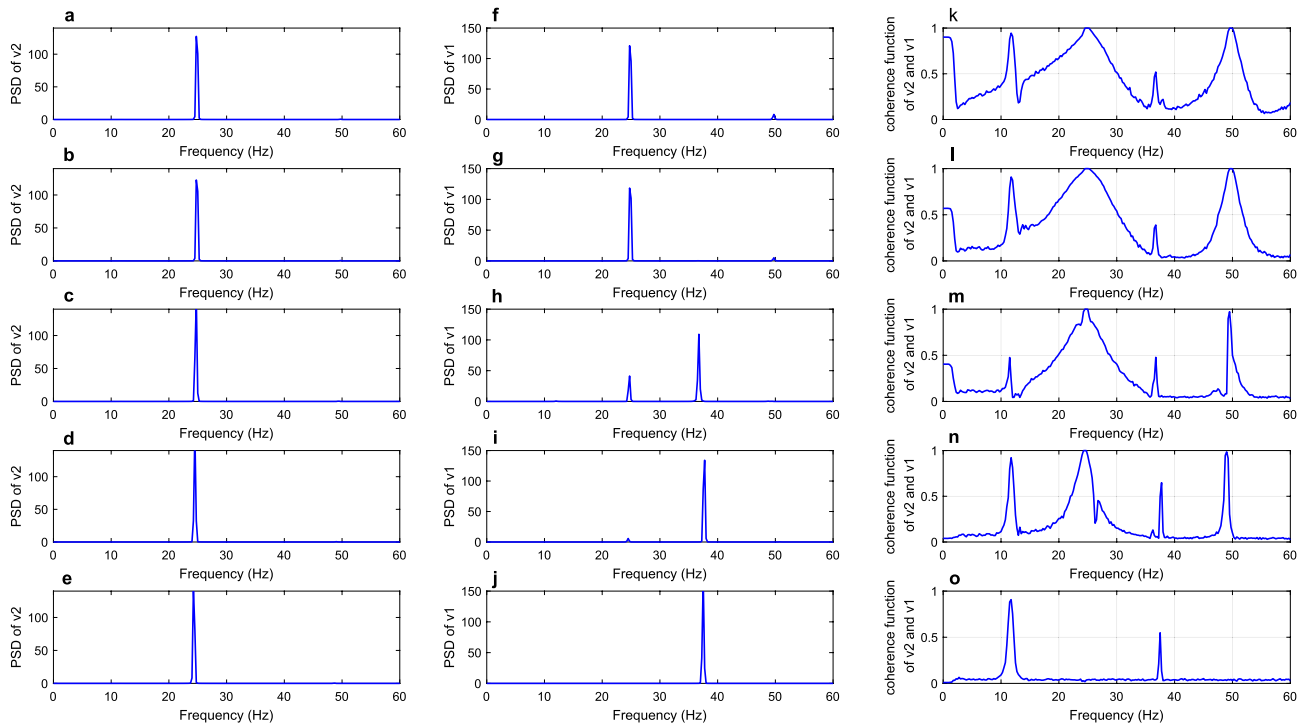 a
PSD of v2
100
50
0
0 10 20 30 40 50 60
Frequency (Hz)
f
PSD of v1
150
100
50
0
0 10 20 30 40 50 60
Frequency (Hz)
k
coherence function
of v2 and v1
1
0.5
0
0 10 20 30 40 50 60
Frequency (Hz)
b
PSD of v2
100
50
0
0 10 20 30 40 50 60
Frequency (Hz)
g
PSD of v1
150
100
50
0
0 10 20 30 40 50 60
Frequency (Hz)
l
coherence function
of v2 and v1
1
0.5
0
0 10 20 30 40 50 60
Frequency (Hz)
c
PSD of v2
100
50
0
0 10 20 30 40 50 60
Frequency (Hz)
h
PSD of v1
150
100
50
0
0 10 20 30 40 50 60
Frequency (Hz)
m
coherence function
of v2 and v1
1
0.5
0
0 10 20 30 40 50 60
Frequency (Hz)
d
PSD of v2
100
50
0
0 10 20 30 40 50 60
Frequency (Hz)
i
PSD of v1
150
100
50
0
0 10 20 30 40 50 60
Frequency (Hz)
n
coherence function
of v2 and v1
1
0.5
0
0 10 20 30 40 50 60
Frequency (Hz)
e
PSD of v2
100
50
0
0 10 20 30 40 50 60
Frequency (Hz)
j
PSD of v1
150
100
50
0
0 10 20 30 40 50 60
Frequency (Hz)
o
coherence function
of v2 and v1
1
0.5
0
0 10 20 30 40 50 60
Frequency (Hz)